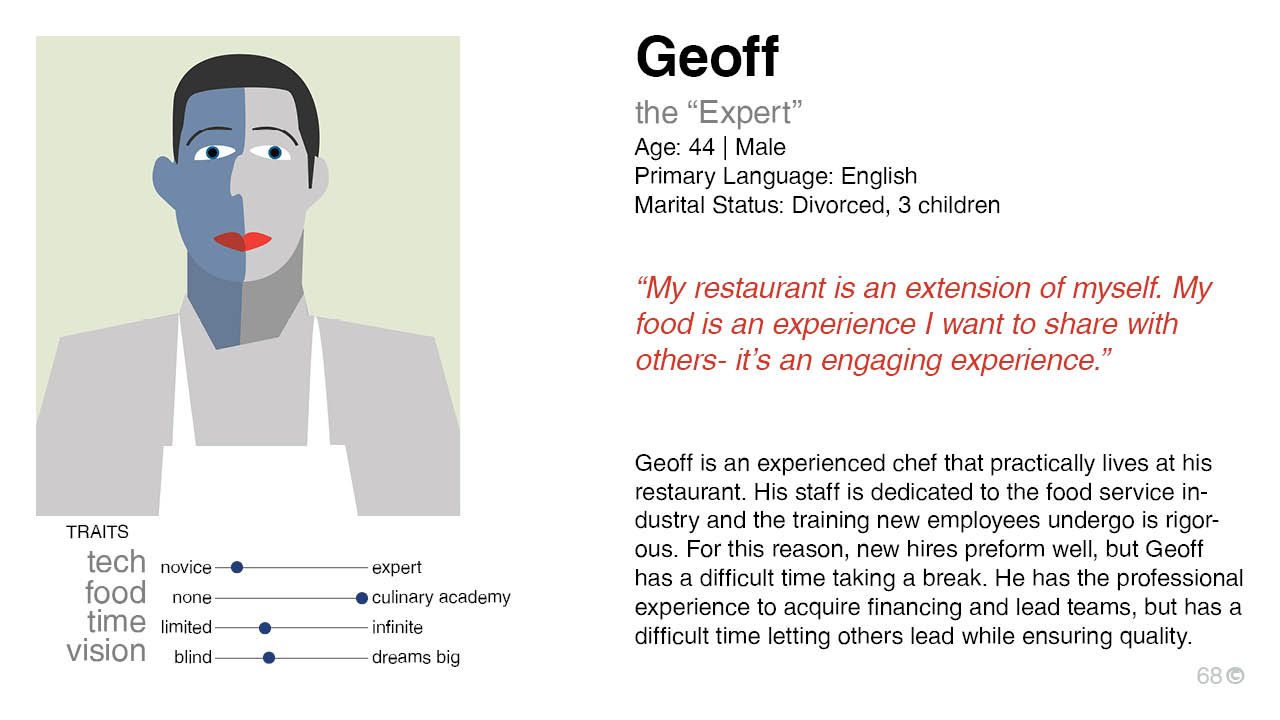 Geoff
the “Expert”
Age: 44 | Male
Primary Language: English
Marital Status: Divorced, 3 children
“My restaurant is an extension of myself. My
food is an experience I want to share with
others- it’s an engaging experience.”
Geoff is an experienced chef that practically lives at his
restaurant. His staff is dedicated to the food service in-
dustry and the training new employees undergo is rigor-
ous. For this reason, new hires preform well, but Geoff
has a difficult time taking a break. He has the professional
experience to acquire financing and lead teams, but has a
difficult time letting others lead while ensuring quality.
TRAITS
tech novice expert
food none culinary academy
time limited infinite
vision blind dreams big
68 ©